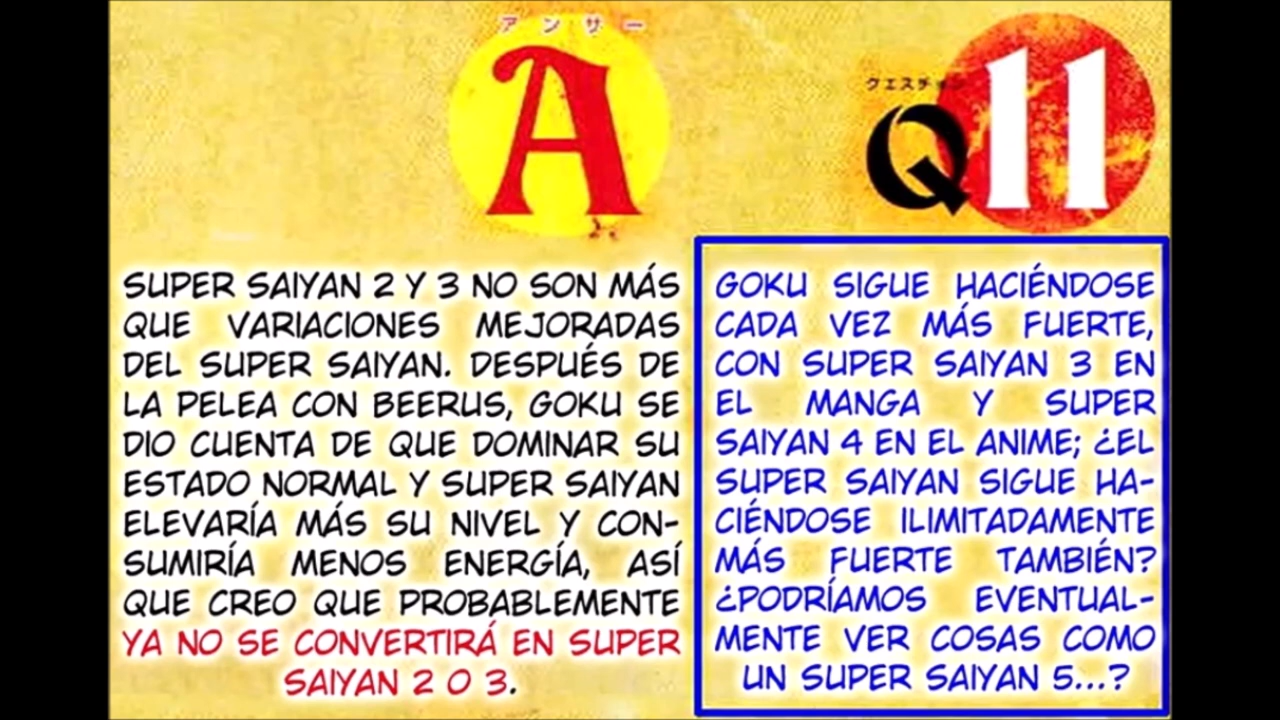 アンサー
A
クエスチョン
Q11
SUPER SAIYAN 2 Y 3 NO SON MÁS
QUE VARIACIONES MEJORADAS
DEL SUPER SAIYAN. DESPUÉS DE
LA PELEA CON BEERUS, GOKU SE
DIO CUENTA DE QUE DOMINAR SU
ESTADO NORMAL Y SUPER SAIYAN
ELEVARÍA MÁS SU NIVEL Y CON-
SUMIRÍA MENOS ENERGÍA, ASÍ
QUE CREO QUE PROBABLEMENTE
YA NO SE CONVERTIRÁ EN SUPER
SAIYAN 2 O 3.
GOKU SIGUE HACIÉNDOSE
CADA VEZ MÁS FUERTE,
CON SUPER SAIYAN 3 EN
EL MANGA Y SUPER
SAIYAN 4 EN EL ANIME; ¿EL
SUPER SAIYAN SIGUE HA-
CIÉNDOSE ILIMITADAMENTE
MÁS FUERTE TAMBIÉN?
¿PODRÍAMOS EVENTUAL-
MENTE VER COSAS COMO
UN SUPER SAIYAN 5...?